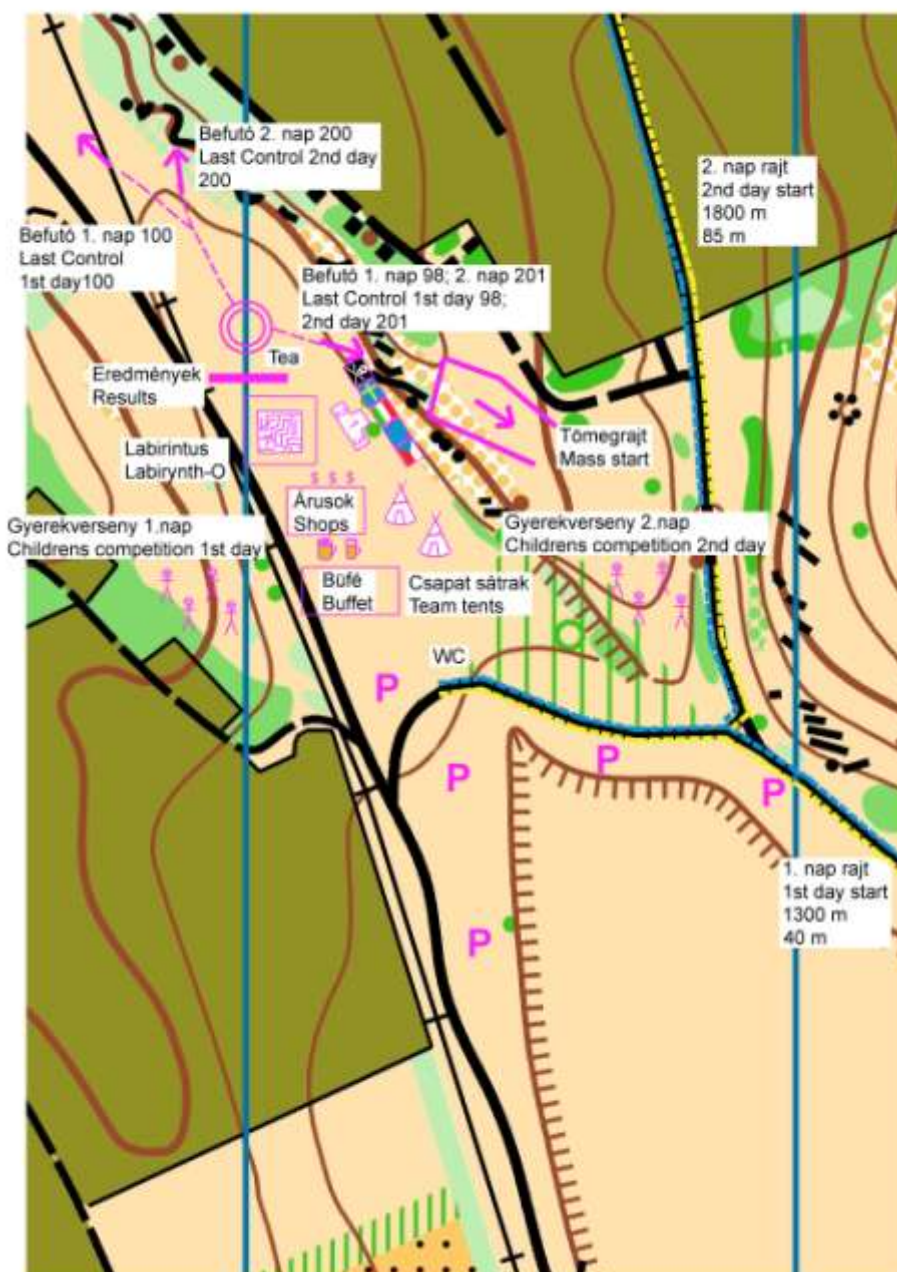 Befutó 2. nap 200
Last Control 2nd day
200
2. nap rajt
2nd day start
1800 m
85 m
Befutó 1. nap 100
Last Control
1st day100
Befutó 1. nap 98; 2. nap 201
Last Control 1st day 98;
2nd day 201
Tea
Eredmények
Results
Tömegrajt
Mass start
Labirintus
Labirynth-O
$ $ $
Árusok
Shops
Gyerekverseny 1.nap
Childrens competition 1st day
Gyerekverseny 2.nap
Childrens competition 2nd day
Büfé
Buffet
Csapat sátrak
Team tents
WC
P
P
P
P
P
1. nap rajt
1st day start
1300 m
40 m